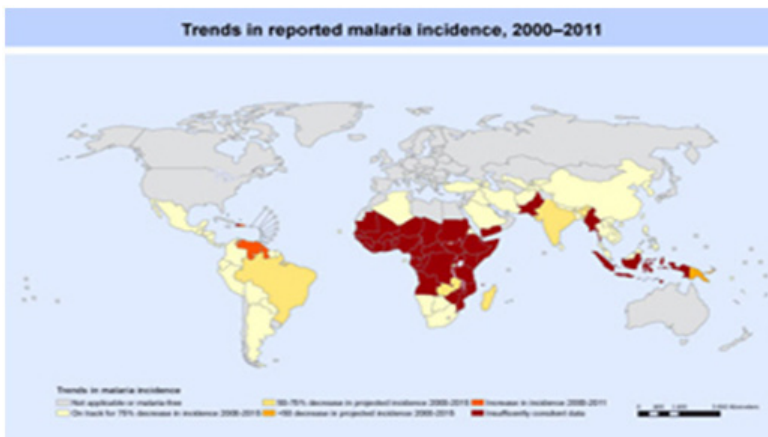 Trends in reported malaria incidence, 2000–2011
Trends in malaria incidence
Not applicable or malaria-free
50-75% decrease in projected incidence 2000-2015
Increase in incidence 2000-2011
On track for 75% decrease in incidence 2000-2015
<50 decrease in projected incidence 2000-2015
Insufficiently consistent data